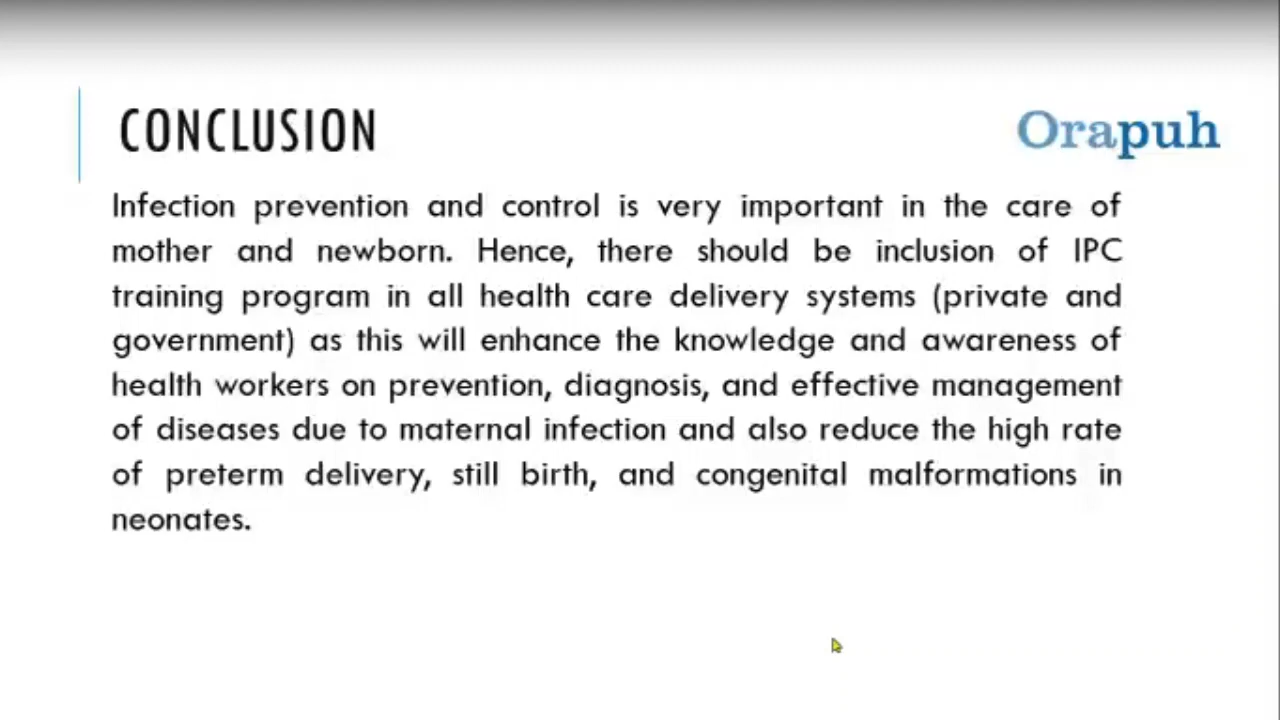 CONCLUSION
Orapuh
Infection prevention and control is very important in the care of
mother and newborn. Hence, there should be inclusion of IPC
training program in all health care delivery systems (private and
government) as this will enhance the knowledge and awareness of
health workers on prevention, diagnosis, and effective management
of diseases due to maternal infection and also reduce the high rate
of preterm delivery, still birth, and congenital malformations in
neonates.